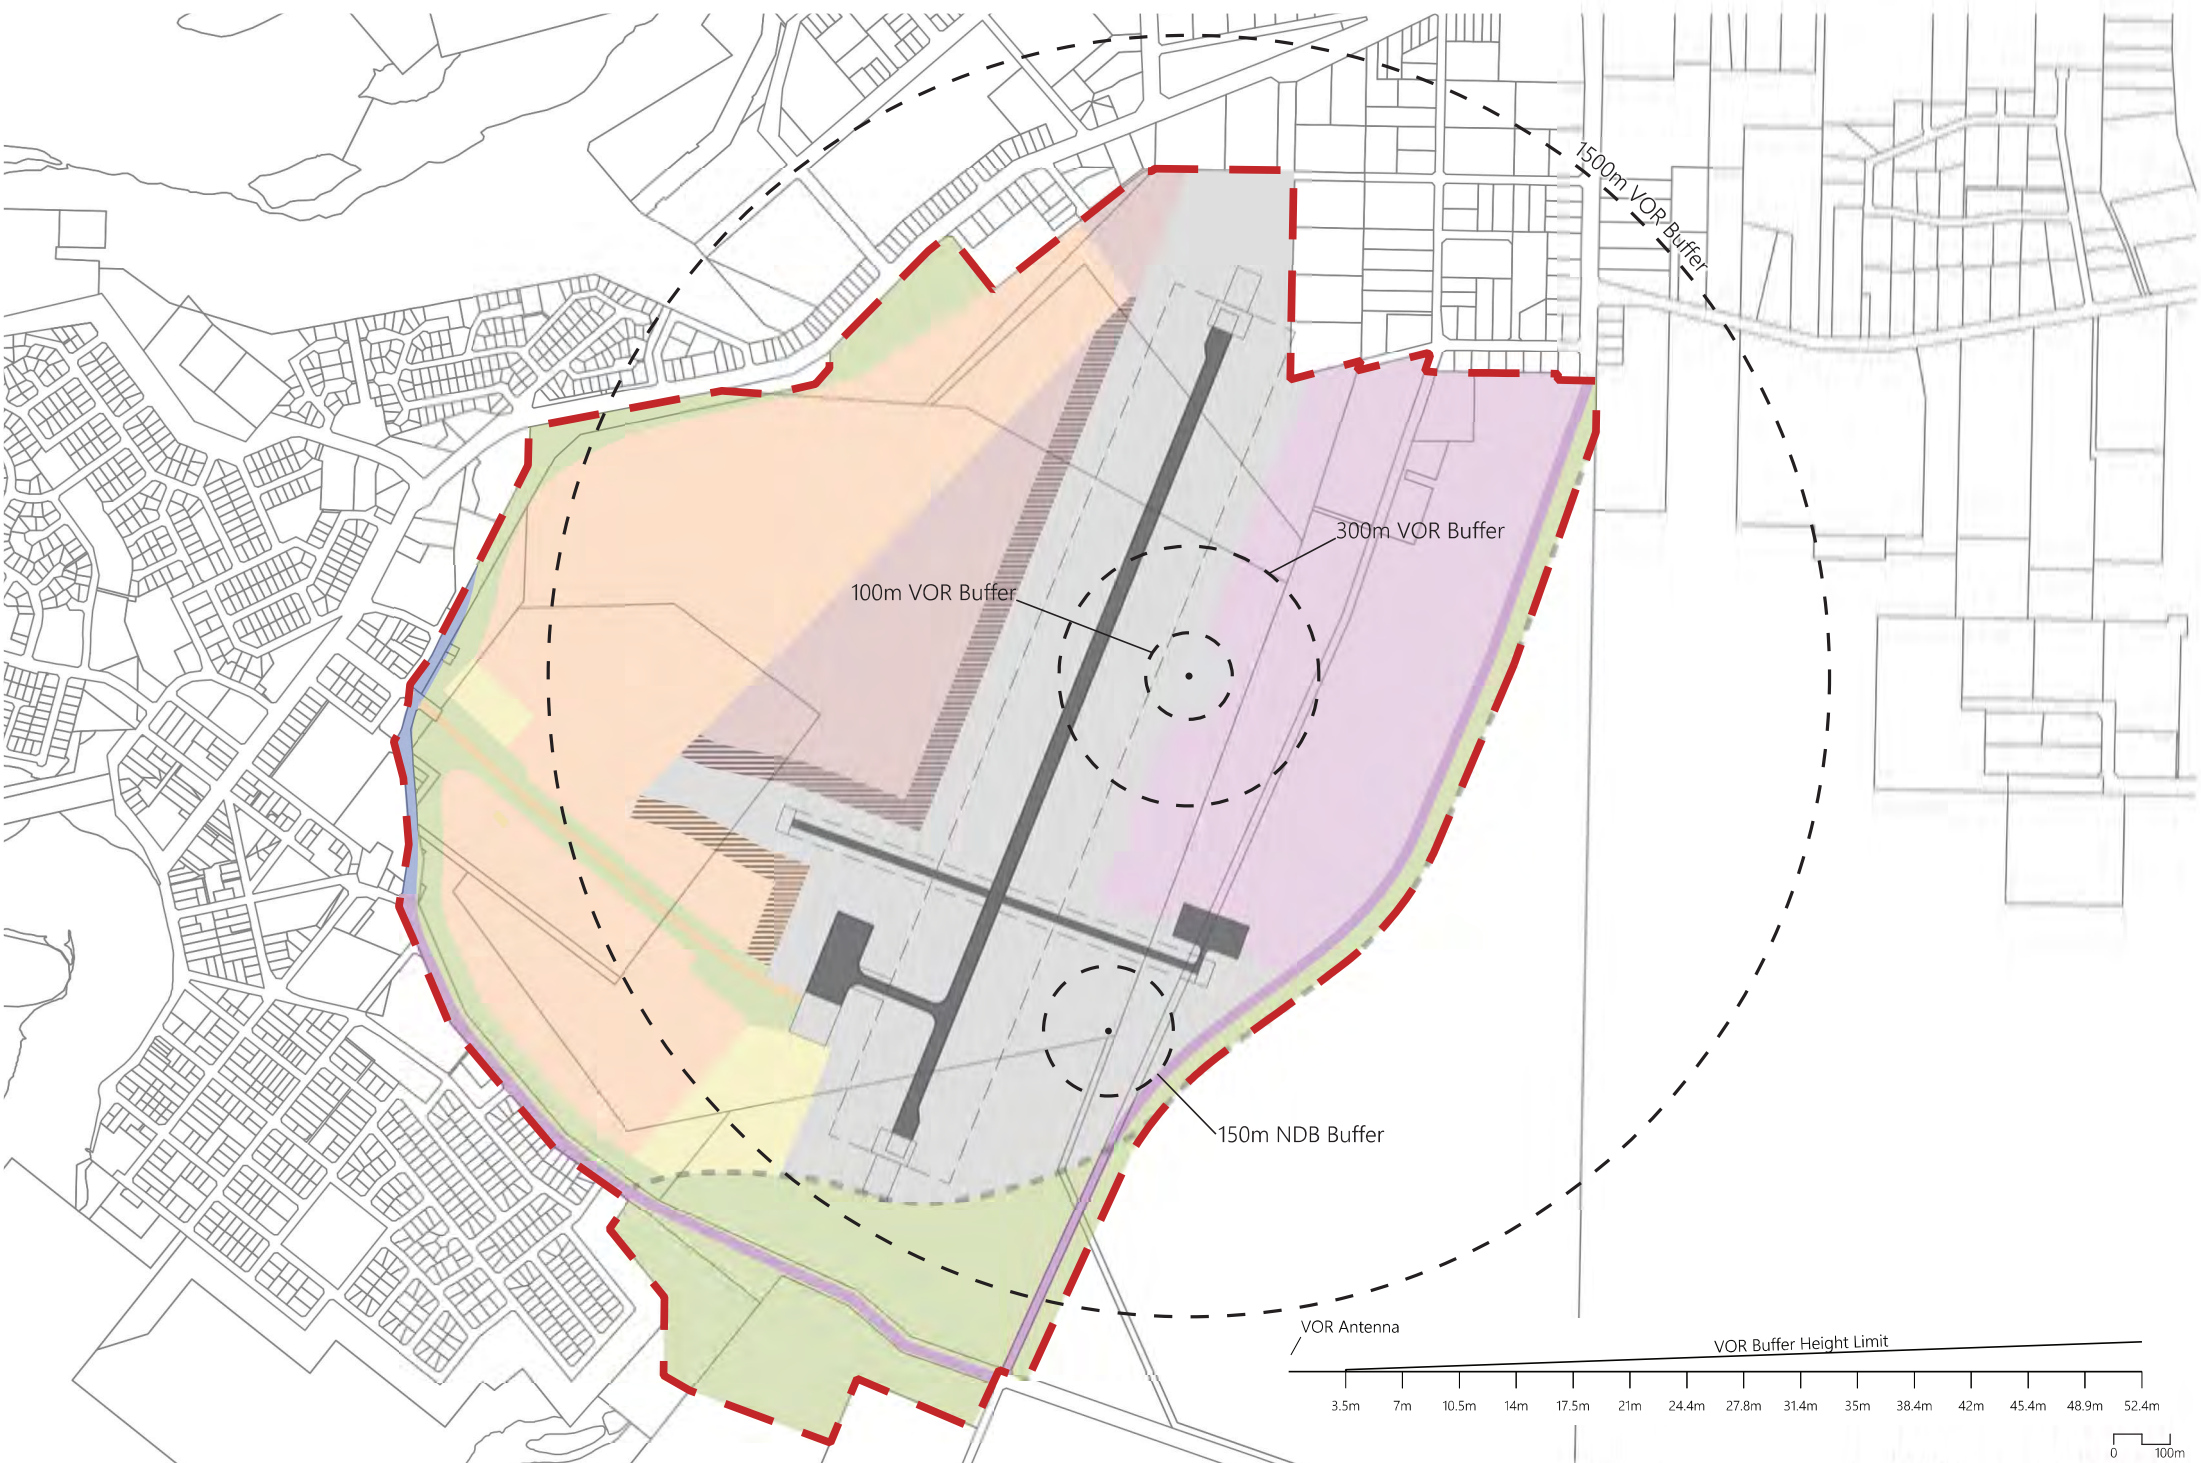 1500m VOR Buffer
300m VOR Buffer
100m VOR Buffer
150m NDB Buffer
VOR Antenna
VOR Buffer Height Limit
3.5m 7m 10.5m 14m 17.5m 21m 24.4m 27.8m 31.4m 35m 38.4m 42m 45.4m 48.9m 52.4m
0 100m